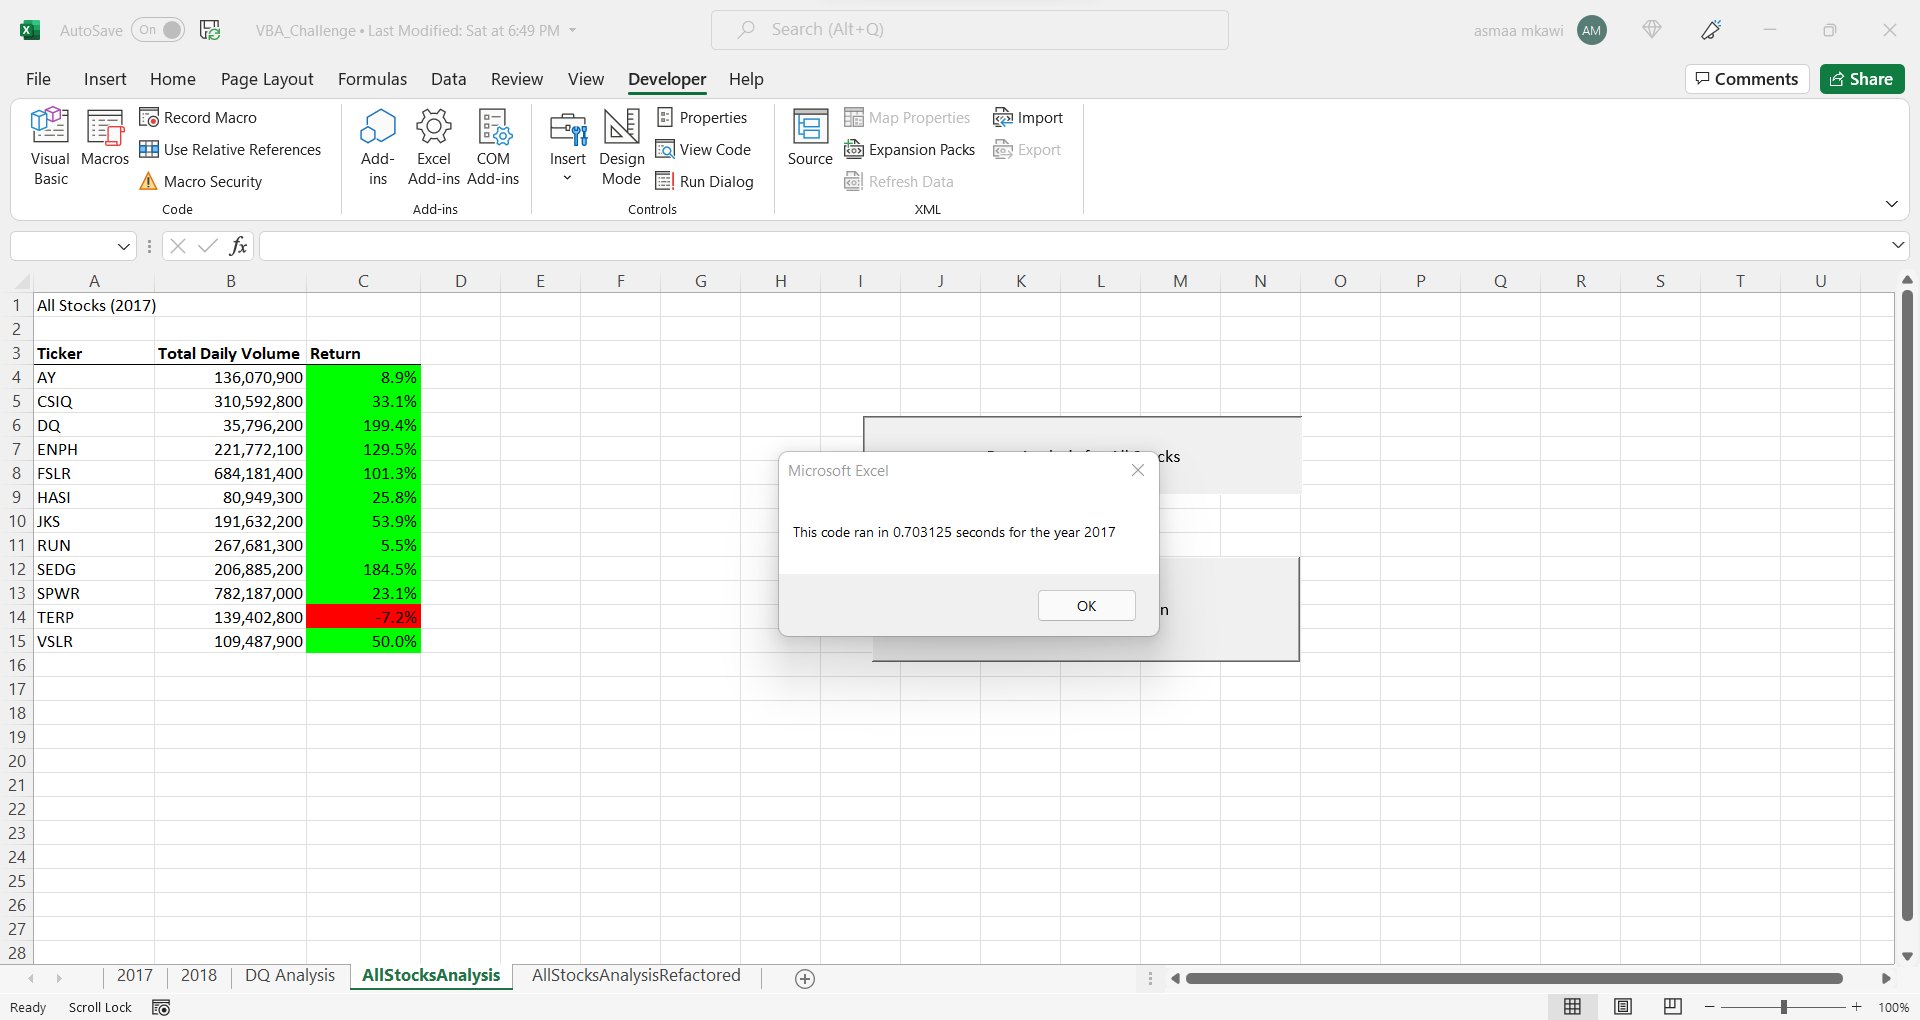 AutoSave On VBA_Challenge • Last Modified: Sat at 6:49 PM Search (Alt+Q) asmaa mkawi AM
File Insert Home Page Layout Formulas Data Review View Developer Help Comments Share
Visual Basic
Macros
Record Macro
Use Relative References
Macro Security
Code
Add-ins
Excel Add-ins
COM Add-ins
Add-ins
Insert
Design Mode
Properties
View Code
Run Dialog
Controls
Source
Map Properties
Expansion Packs
Refresh Data
Import
Export
XML
fx
A B C D E F G H I J K L M N O P Q R S T U
1 All Stocks (2017)
2
3 Ticker Total Daily Volume Return
4 AY 136,070,900 8.9%
5 CSIQ 310,592,800 33.1%
6 DQ 35,796,200 199.4%
7 ENPH 221,772,100 129.5%
8 FSLR 684,181,400 101.3%
9 HASI 80,949,300 25.8%
10 JKS 191,632,200 53.9%
11 RUN 267,681,300 5.5%
12 SEDG 206,885,200 184.5%
13 SPWR 782,187,000 23.1%
14 TERP 139,402,800 -7.2%
15 VSLR 109,487,900 50.0%
16
17
18
19
20
21
22
23
24
25
26
27
28
Microsoft Excel
This code ran in 0.703125 seconds for the year 2017
OK
2017 2018 DQ Analysis AllStocksAnalysis AllStocksAnalysisRefactored
Ready Scroll Lock 100%